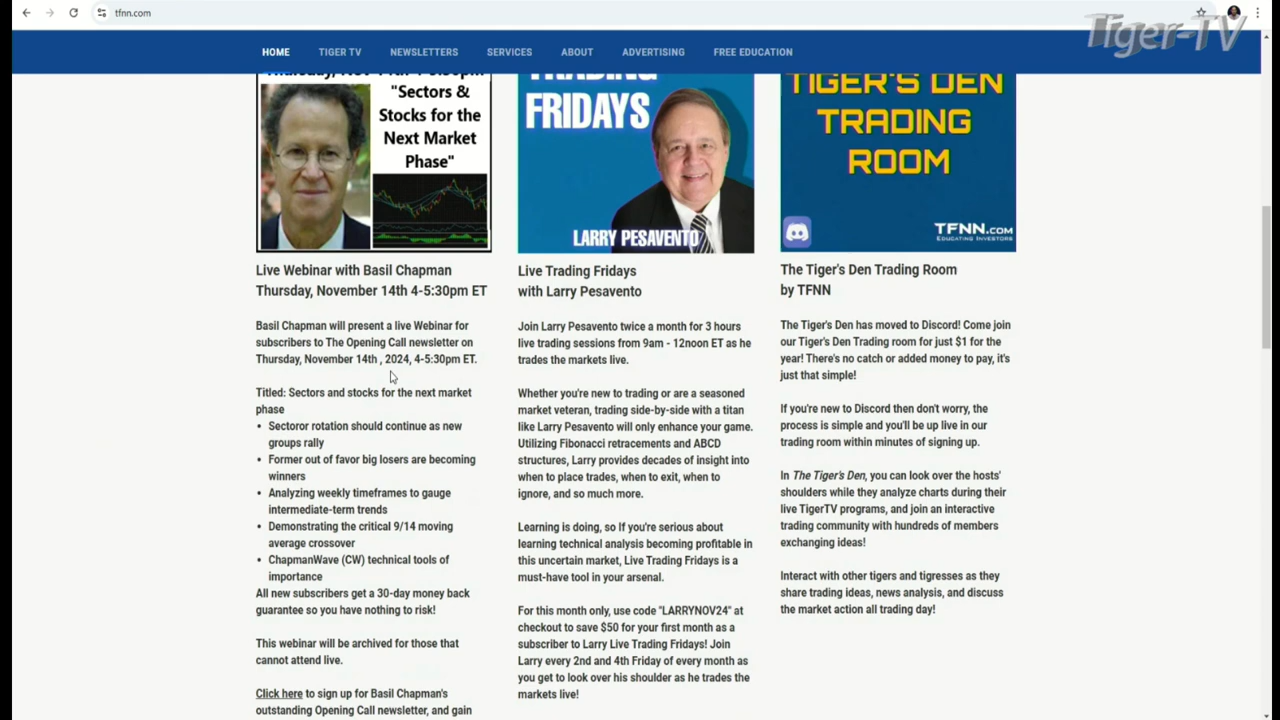 tfnn.com
Tiger-TV
HOME TIGER TV NEWSLETTERS SERVICES ABOUT ADVERTISING FREE EDUCATION
"Sectors &
Stocks for the
Next Market
Phase"
Live Webinar with Basil Chapman
Thursday, November 14th 4-5:30pm ET
Basil Chapman will present a live Webinar for
subscribers to The Opening Call newsletter on
Thursday, November 14th , 2024, 4-5:30pm ET.
Titled: Sectors and stocks for the next market
phase
• Sectoror rotation should continue as new
groups rally
• Former out of favor big losers are becoming
winners
• Analyzing weekly timeframes to gauge
intermediate-term trends
• Demonstrating the critical 9/14 moving
average crossover
• ChapmanWave (CW) technical tools of
importance
All new subscribers get a 30-day money back
guarantee so you have nothing to risk!
This webinar will be archived for those that
cannot attend live.
Click here to sign up for Basil Chapman's
outstanding Opening Call newsletter, and gain
TRADING
FRIDAYS
LARRY PESAVENTO
Live Trading Fridays
with Larry Pesavento
Join Larry Pesavento twice a month for 3 hours
live trading sessions from 9am - 12noon ET as he
trades the markets live.
Whether you're new to trading or are a seasoned
market veteran, trading side-by-side with a titan
like Larry Pesavento will only enhance your game.
Utilizing Fibonacci retracements and ABCD
structures, Larry provides decades of insight into
when to place trades, when to exit, when to
ignore, and so much more.
Learning is doing, so If you're serious about
learning technical analysis becoming profitable in
this uncertain market, Live Trading Fridays is a
must-have tool in your arsenal.
For this month only, use code "LARRYNOV24" at
checkout to save $50 for your first month as a
subscriber to Larry Live Trading Fridays! Join
Larry every 2nd and 4th Friday of every month as
you get to look over his shoulder as he trades the
markets live!
TIGER'S DEN
TRADING
ROOM
TFNN.COM
EDUCATING INVESTORS
The Tiger's Den Trading Room
by TFNN
The Tiger's Den has moved to Discord! Come join
our Tiger's Den Trading room for just $1 for the
year! There's no catch or added money to pay, it's
just that simple!
If you're new to Discord then don't worry, the
process is simple and you'll be up live in our
trading room within minutes of signing up.
In The Tiger's Den, you can look over the hosts'
shoulders while they analyze charts during their
live TigerTV programs, and join an interactive
trading community with hundreds of members
exchanging ideas!
Interact with other tigers and tigresses as they
share trading ideas, news analysis, and discuss
the market action all trading day!